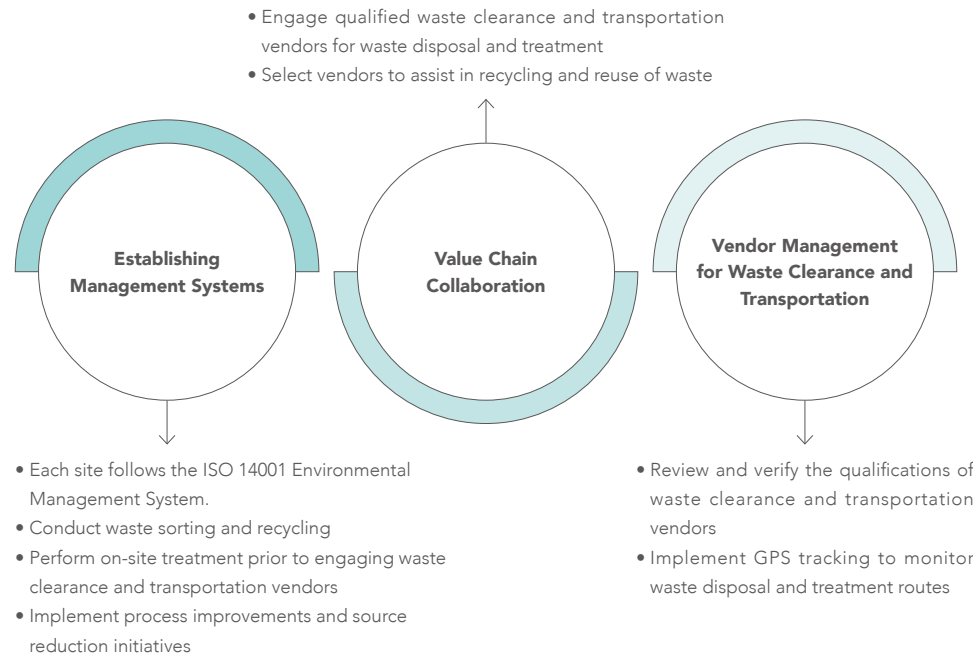 • Engage qualified waste clearance and transportation
vendors for waste disposal and treatment
• Select vendors to assist in recycling and reuse of waste
Establishing
Management Systems
Value Chain
Collaboration
Vendor Management
for Waste Clearance and
Transportation
• Each site follows the ISO 14001 Environmental
Management System.
• Conduct waste sorting and recycling
• Perform on-site treatment prior to engaging waste
clearance and transportation vendors
• Implement process improvements and source
reduction initiatives
• Review and verify the qualifications of
waste clearance and transportation
vendors
• Implement GPS tracking to monitor
waste disposal and treatment routes